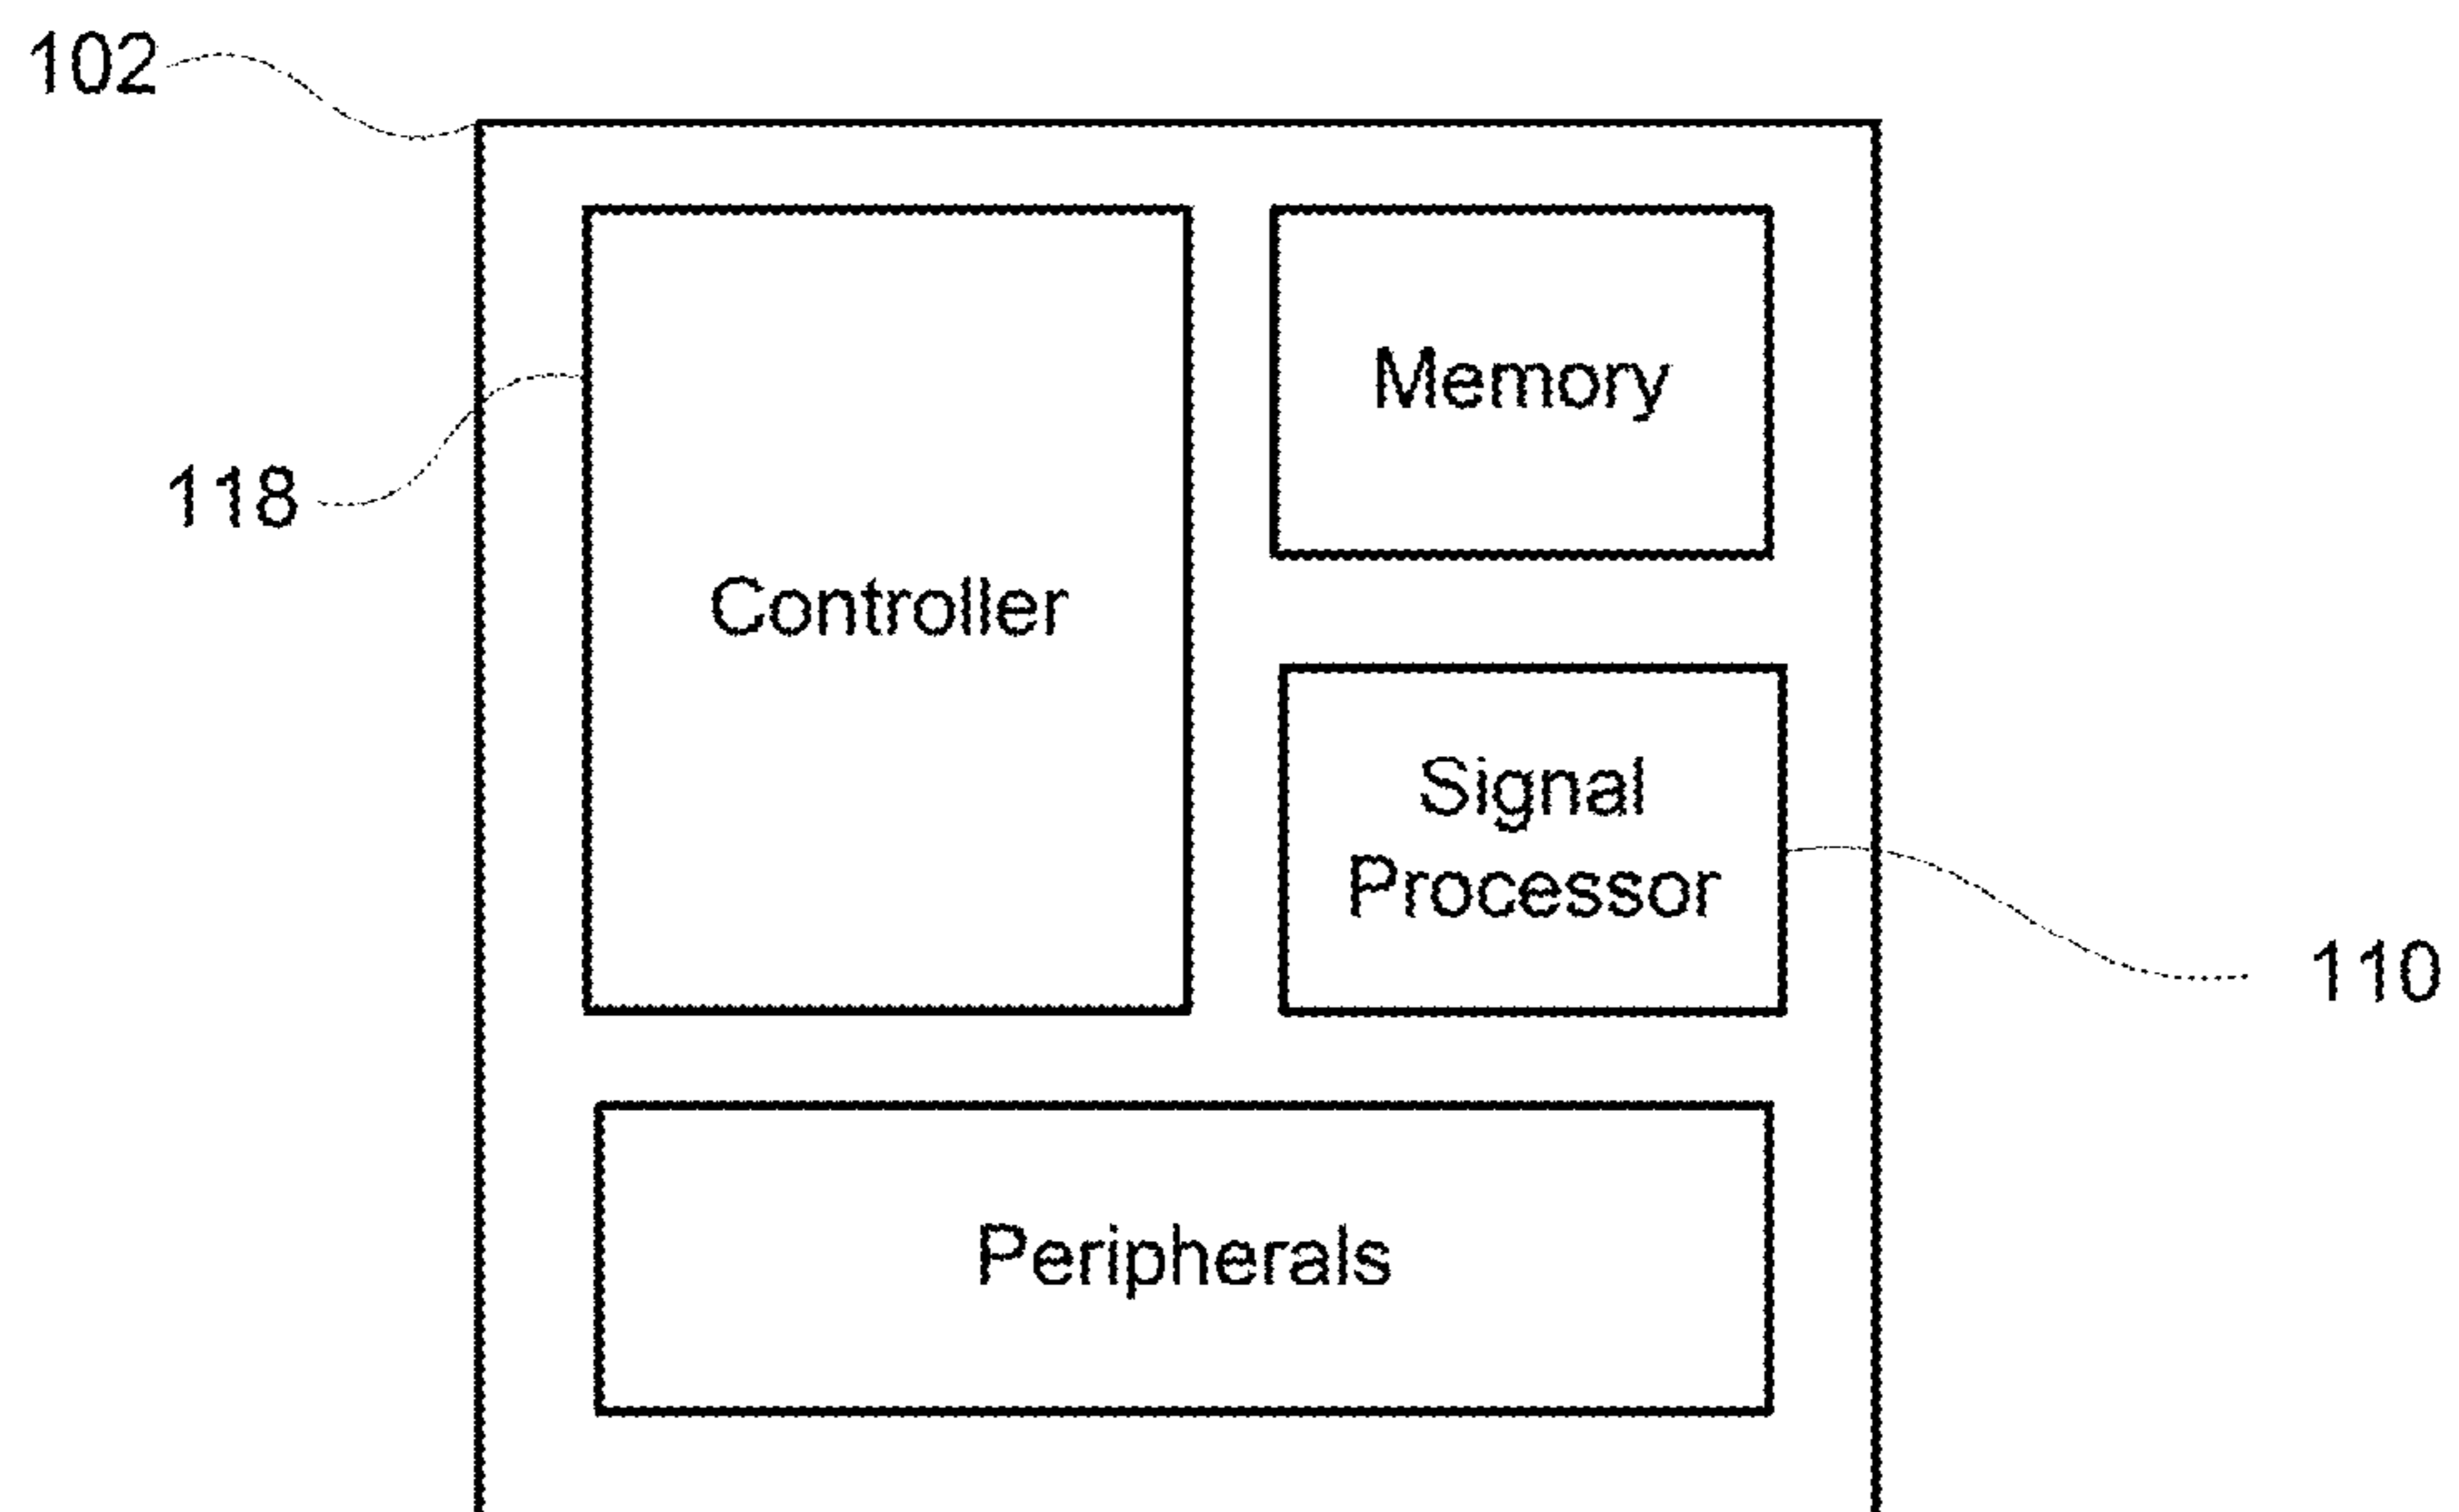 102
Memory
118
Controller
Signal
Processor
110
Peripherals